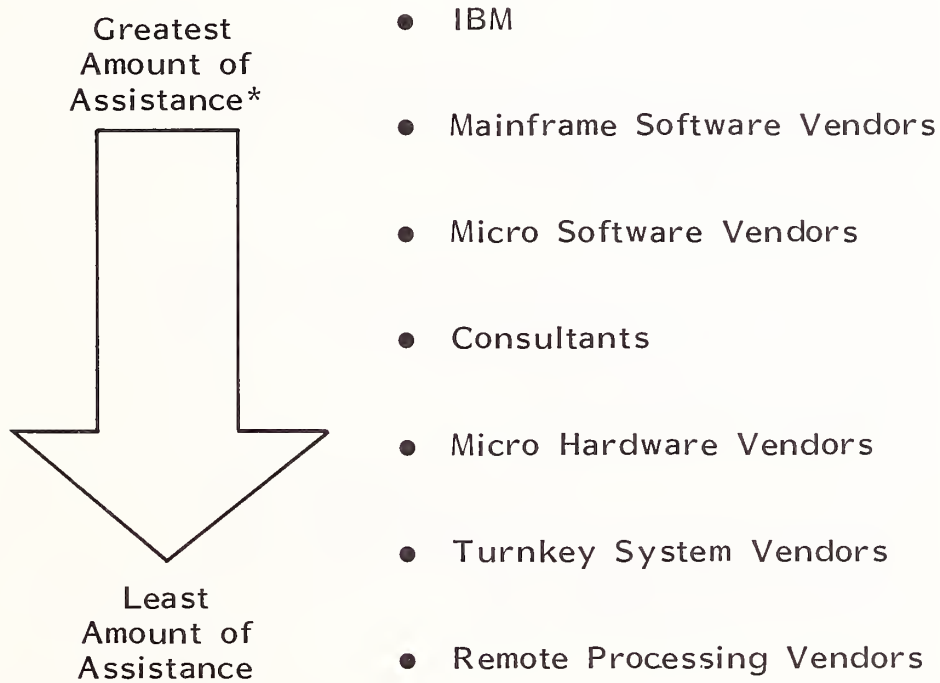 Greatest
Amount of
Assistance*
• IBM
• Mainframe Software Vendors
• Micro Software Vendors
• Consultants
• Micro Hardware Vendors
• Turnkey System Vendors
• Remote Processing Vendors
Least
Amount of
Assistance